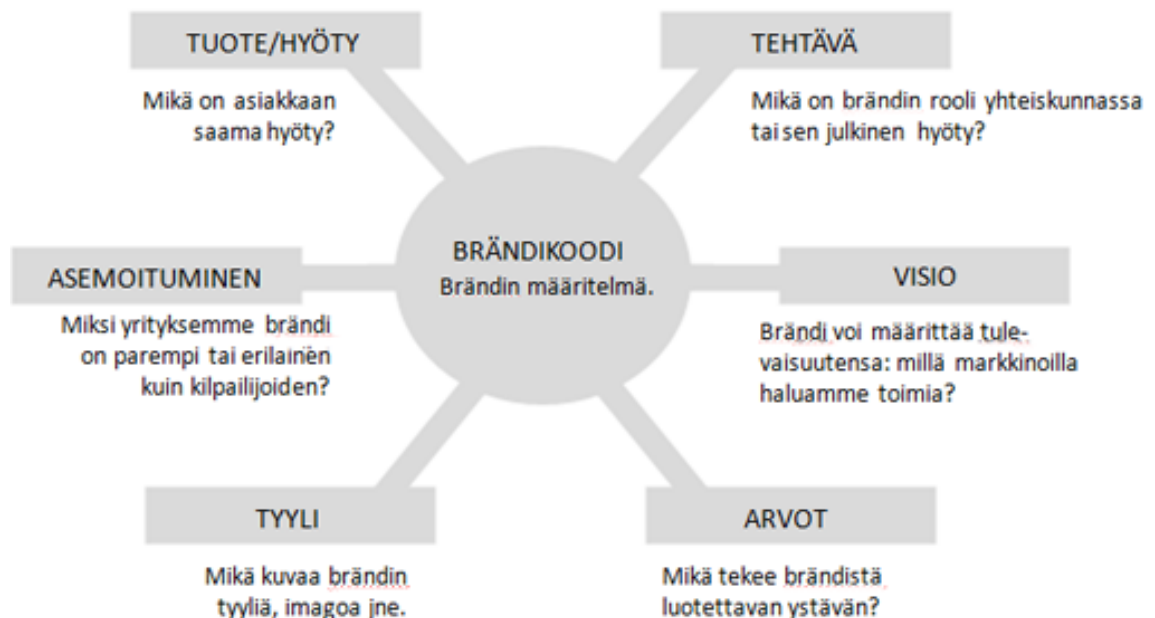 TUOTE/HYÖTY
Mikä on asiakkaan
saama hyöty?
TEHTÄVÄ
Mikä on brändin rooli yhteiskunnassa
tai sen julkinen hyöty?
BRÄNDIKOODI
Brändin määritelmä.
ASEMOITUMINEN
Miksi yrityksemme brändi
on parempi tai erilainen
kuin kilpailijoiden?
VISIO
Brändi voi määrittää tule-
vaisuutensa: millä markkinoilla
haluamme toimia?
TYYLI
Mikä kuvaa brändin
tyyliä, imagoa jne.
ARVOT
Mikä tekee brändistä
luotettavan ystävän?